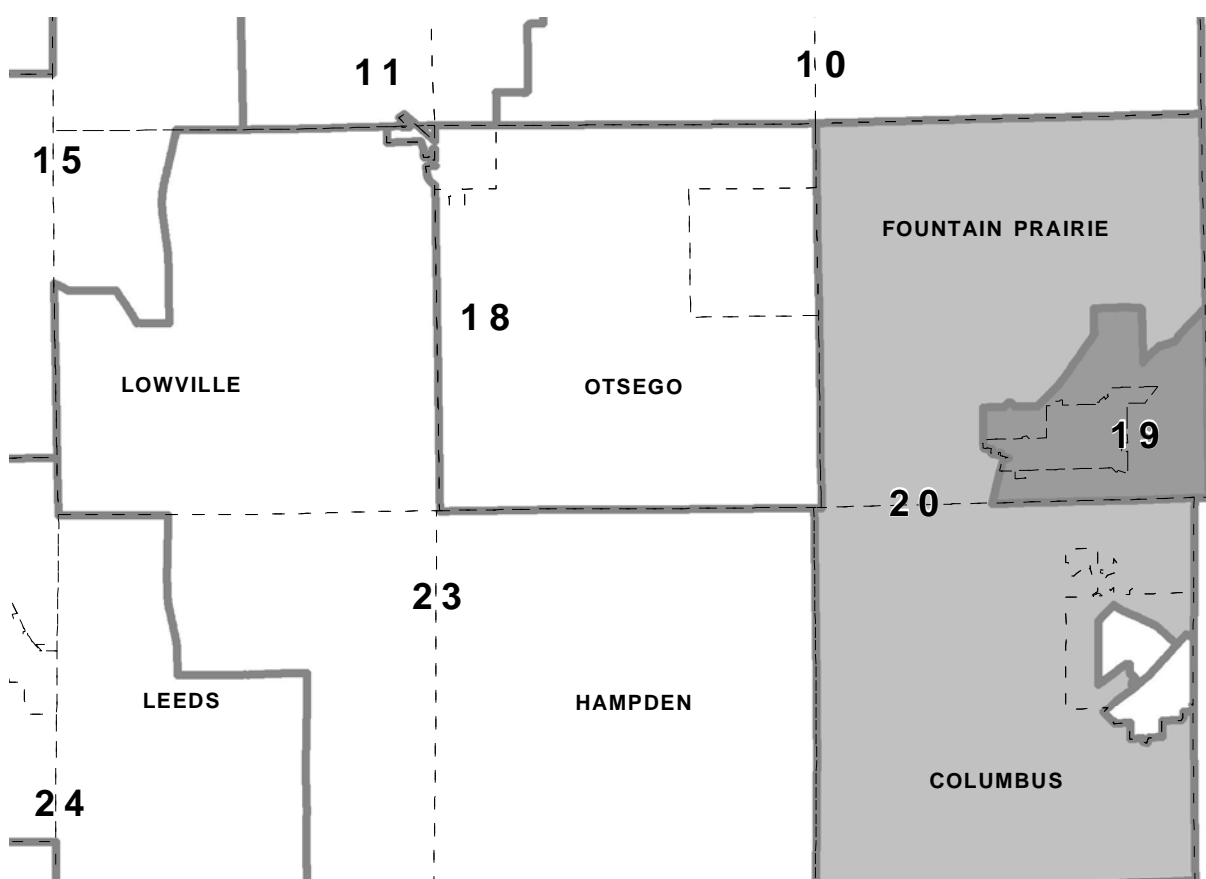 11
10
15
FOUNTAIN PRAIRIE
18
LOWVILLE
OTSEGO
19
20
23
LEEDS
HAMPDEN
COLUMBUS
24